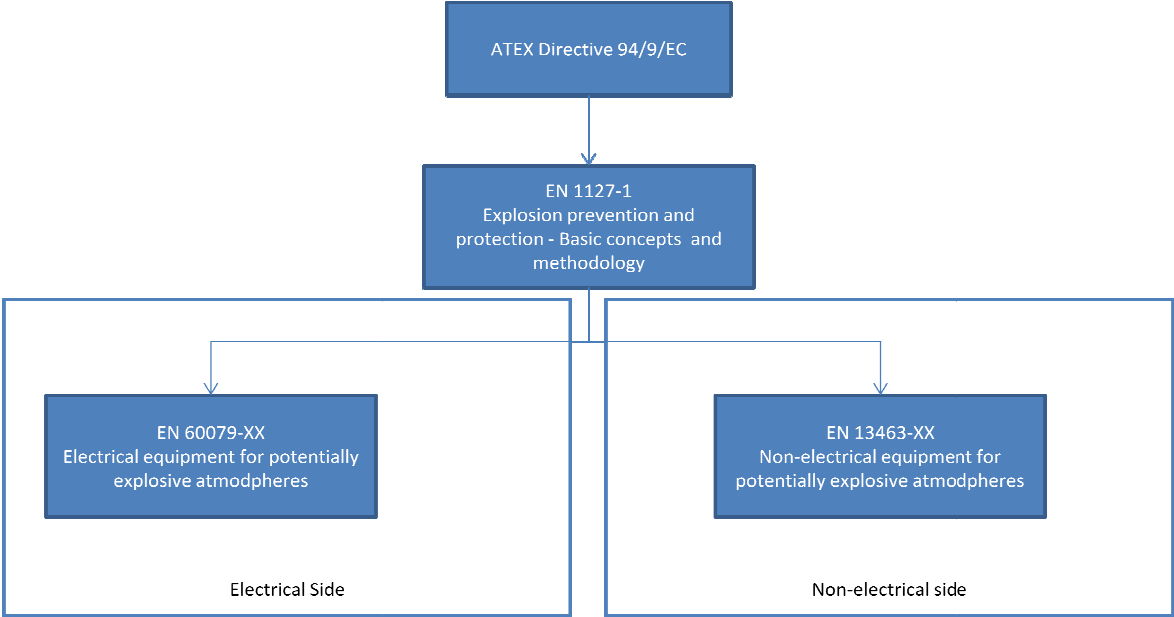 ATEX Directive 94/9/EC
EN 1127-1
Explosion prevention and
protection - Basic concepts  and
methodology
EN 60079-XX
Electrical equipment for potentially
explosive atmodpheres
Electrical Side
EN 13463-XX
Non-electrical equipment for
potentially explosive atmodpheres
Non-electrical side